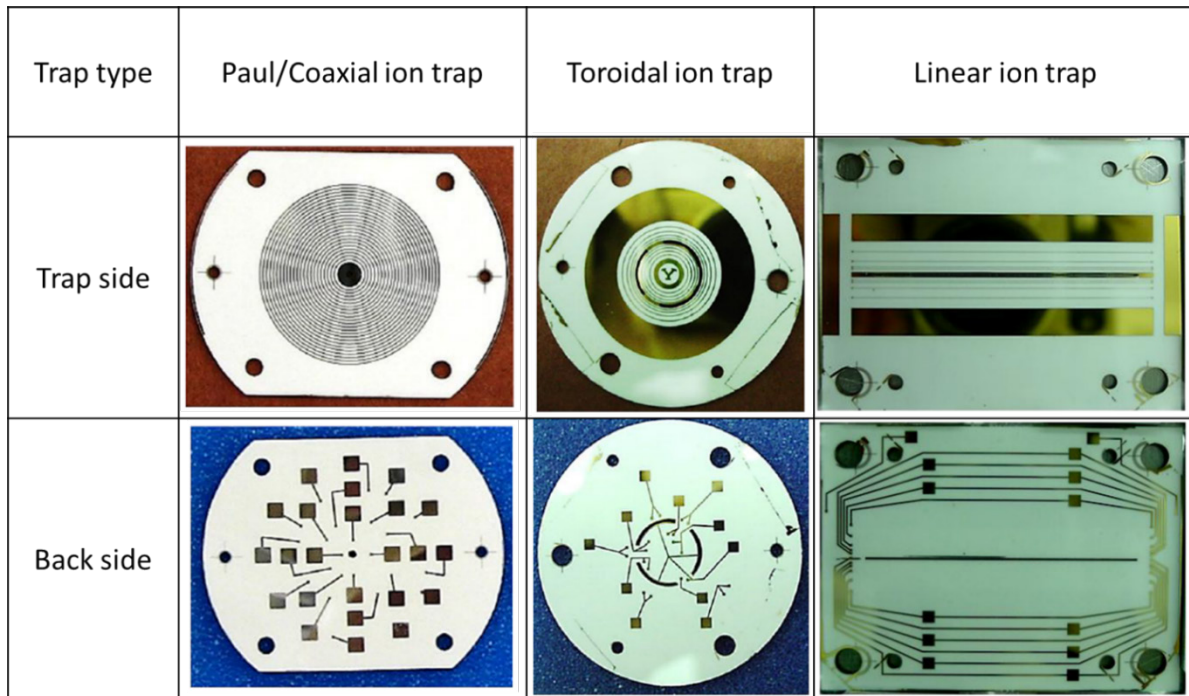 Trap type
Paul/Coaxial ion trap
Toroidal ion trap
Linear ion trap
Trap side
Y
Back side